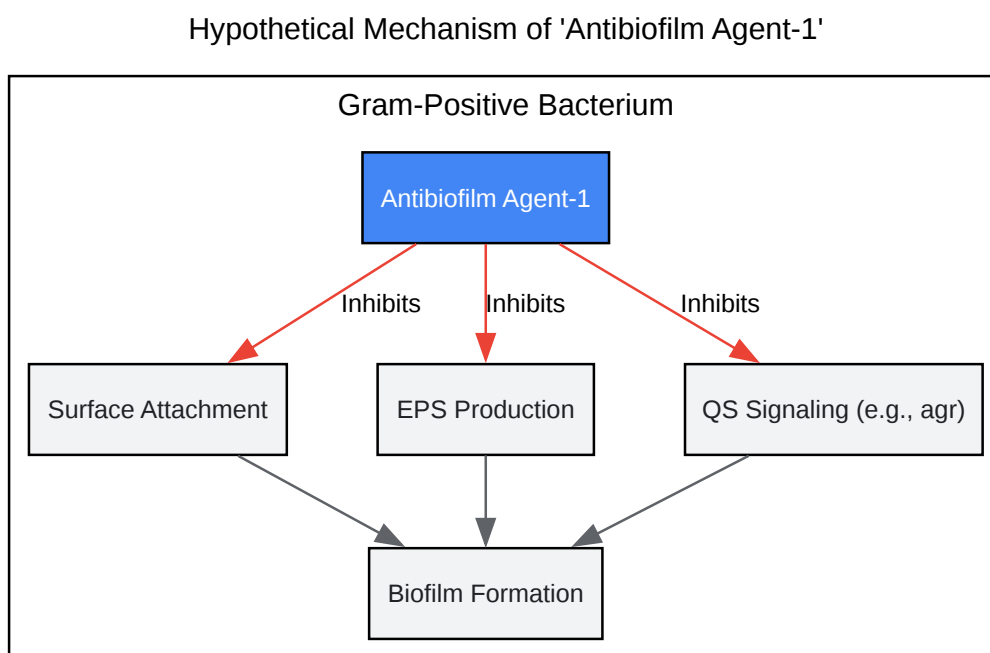 Hypothetical Mechanism of 'Antibiofilm Agent-1'
Gram-Positive Bacterium
Antibiofilm Agent-1
Inhibits
Inhibits
Inhibits
Surface Attachment
EPS Production
QS Signaling (e.g., agr)
Biofilm Formation